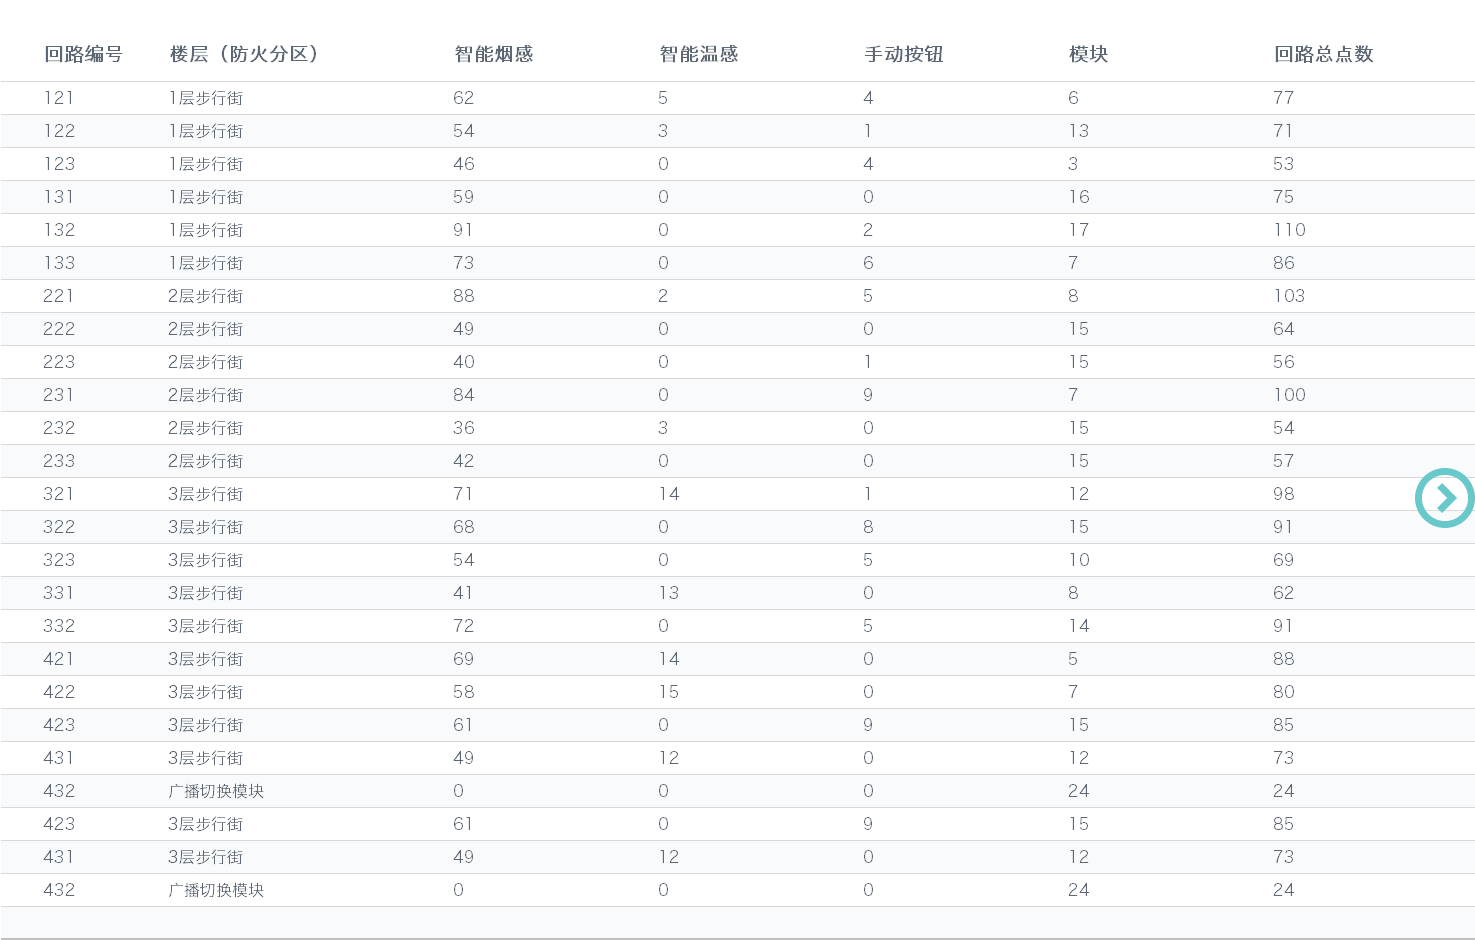 回路编号 楼层（防火分区） 智能烟感 智能温感 手动按钮 模块 回路总点数
121 1层步行街 62 5 4 6 77
122 1层步行街 54 3 1 13 71
123 1层步行街 46 0 4 3 53
131 1层步行街 59 0 0 16 75
132 1层步行街 91 0 2 17 110
133 1层步行街 73 0 6 7 86
221 2层步行街 88 2 5 8 103
222 2层步行街 49 0 0 15 64
223 2层步行街 40 0 1 15 56
231 2层步行街 84 0 9 7 100
232 2层步行街 36 3 0 15 54
233 2层步行街 42 0 0 15 57
321 3层步行街 71 14 1 12 98
322 3层步行街 68 0 8 15 91
323 3层步行街 54 0 5 10 69
331 3层步行街 41 13 0 8 62
332 3层步行街 72 0 5 14 91
421 3层步行街 69 14 0 5 88
422 3层步行街 58 15 0 7 80
423 3层步行街 61 0 9 15 85
431 3层步行街 49 12 0 12 73
432 广播切换模块 0 0 0 24 24
423 3层步行街 61 0 9 15 85
431 3层步行街 49 12 0 12 73
432 广播切换模块 0 0 0 24 24